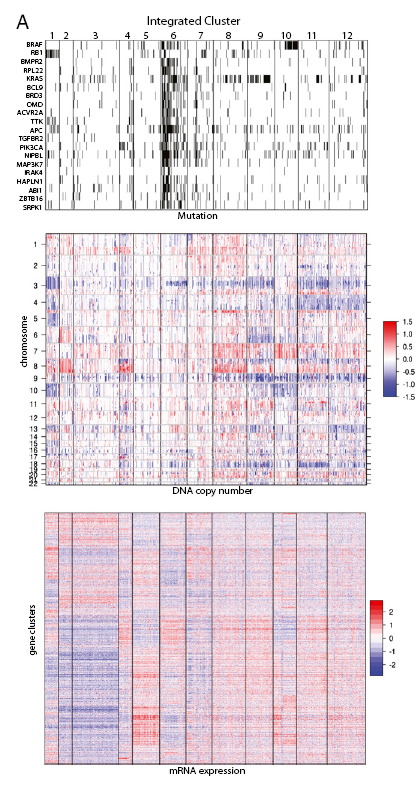 A
Integrated Cluster
1 2 3 4 5 6 7 8 9 10 11 12
BRAF
RB1
BMPR2
RPL22
KRAS
BCL9
BRD3
OMD
ACVR2A
TTK
APC
TGFBR2
PIK3CA
NIPBL
MAP3K7
IRAK4
HAPLN1
ABI1
ZBTB16
SRPK1
Mutation
chromosome
1
2
3
4
5
6
7
8
9
10
11
12
13
14
15
16
17
18
19
20
22
1.5
1.0
0.5
0.0
-0.5
-1.0
-1.5
DNA copy number
gene clusters
2
1
0
-1
-2
mRNA expression